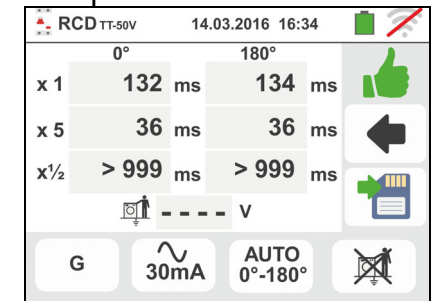 RCD TT-50V 14.03.2016 16:34
0° 180°
x 1 132 ms 134 ms
x 5 36 ms 36 ms
x½ > 999 ms > 999 ms
- - - - V
G 30mA AUTO
0°-180°